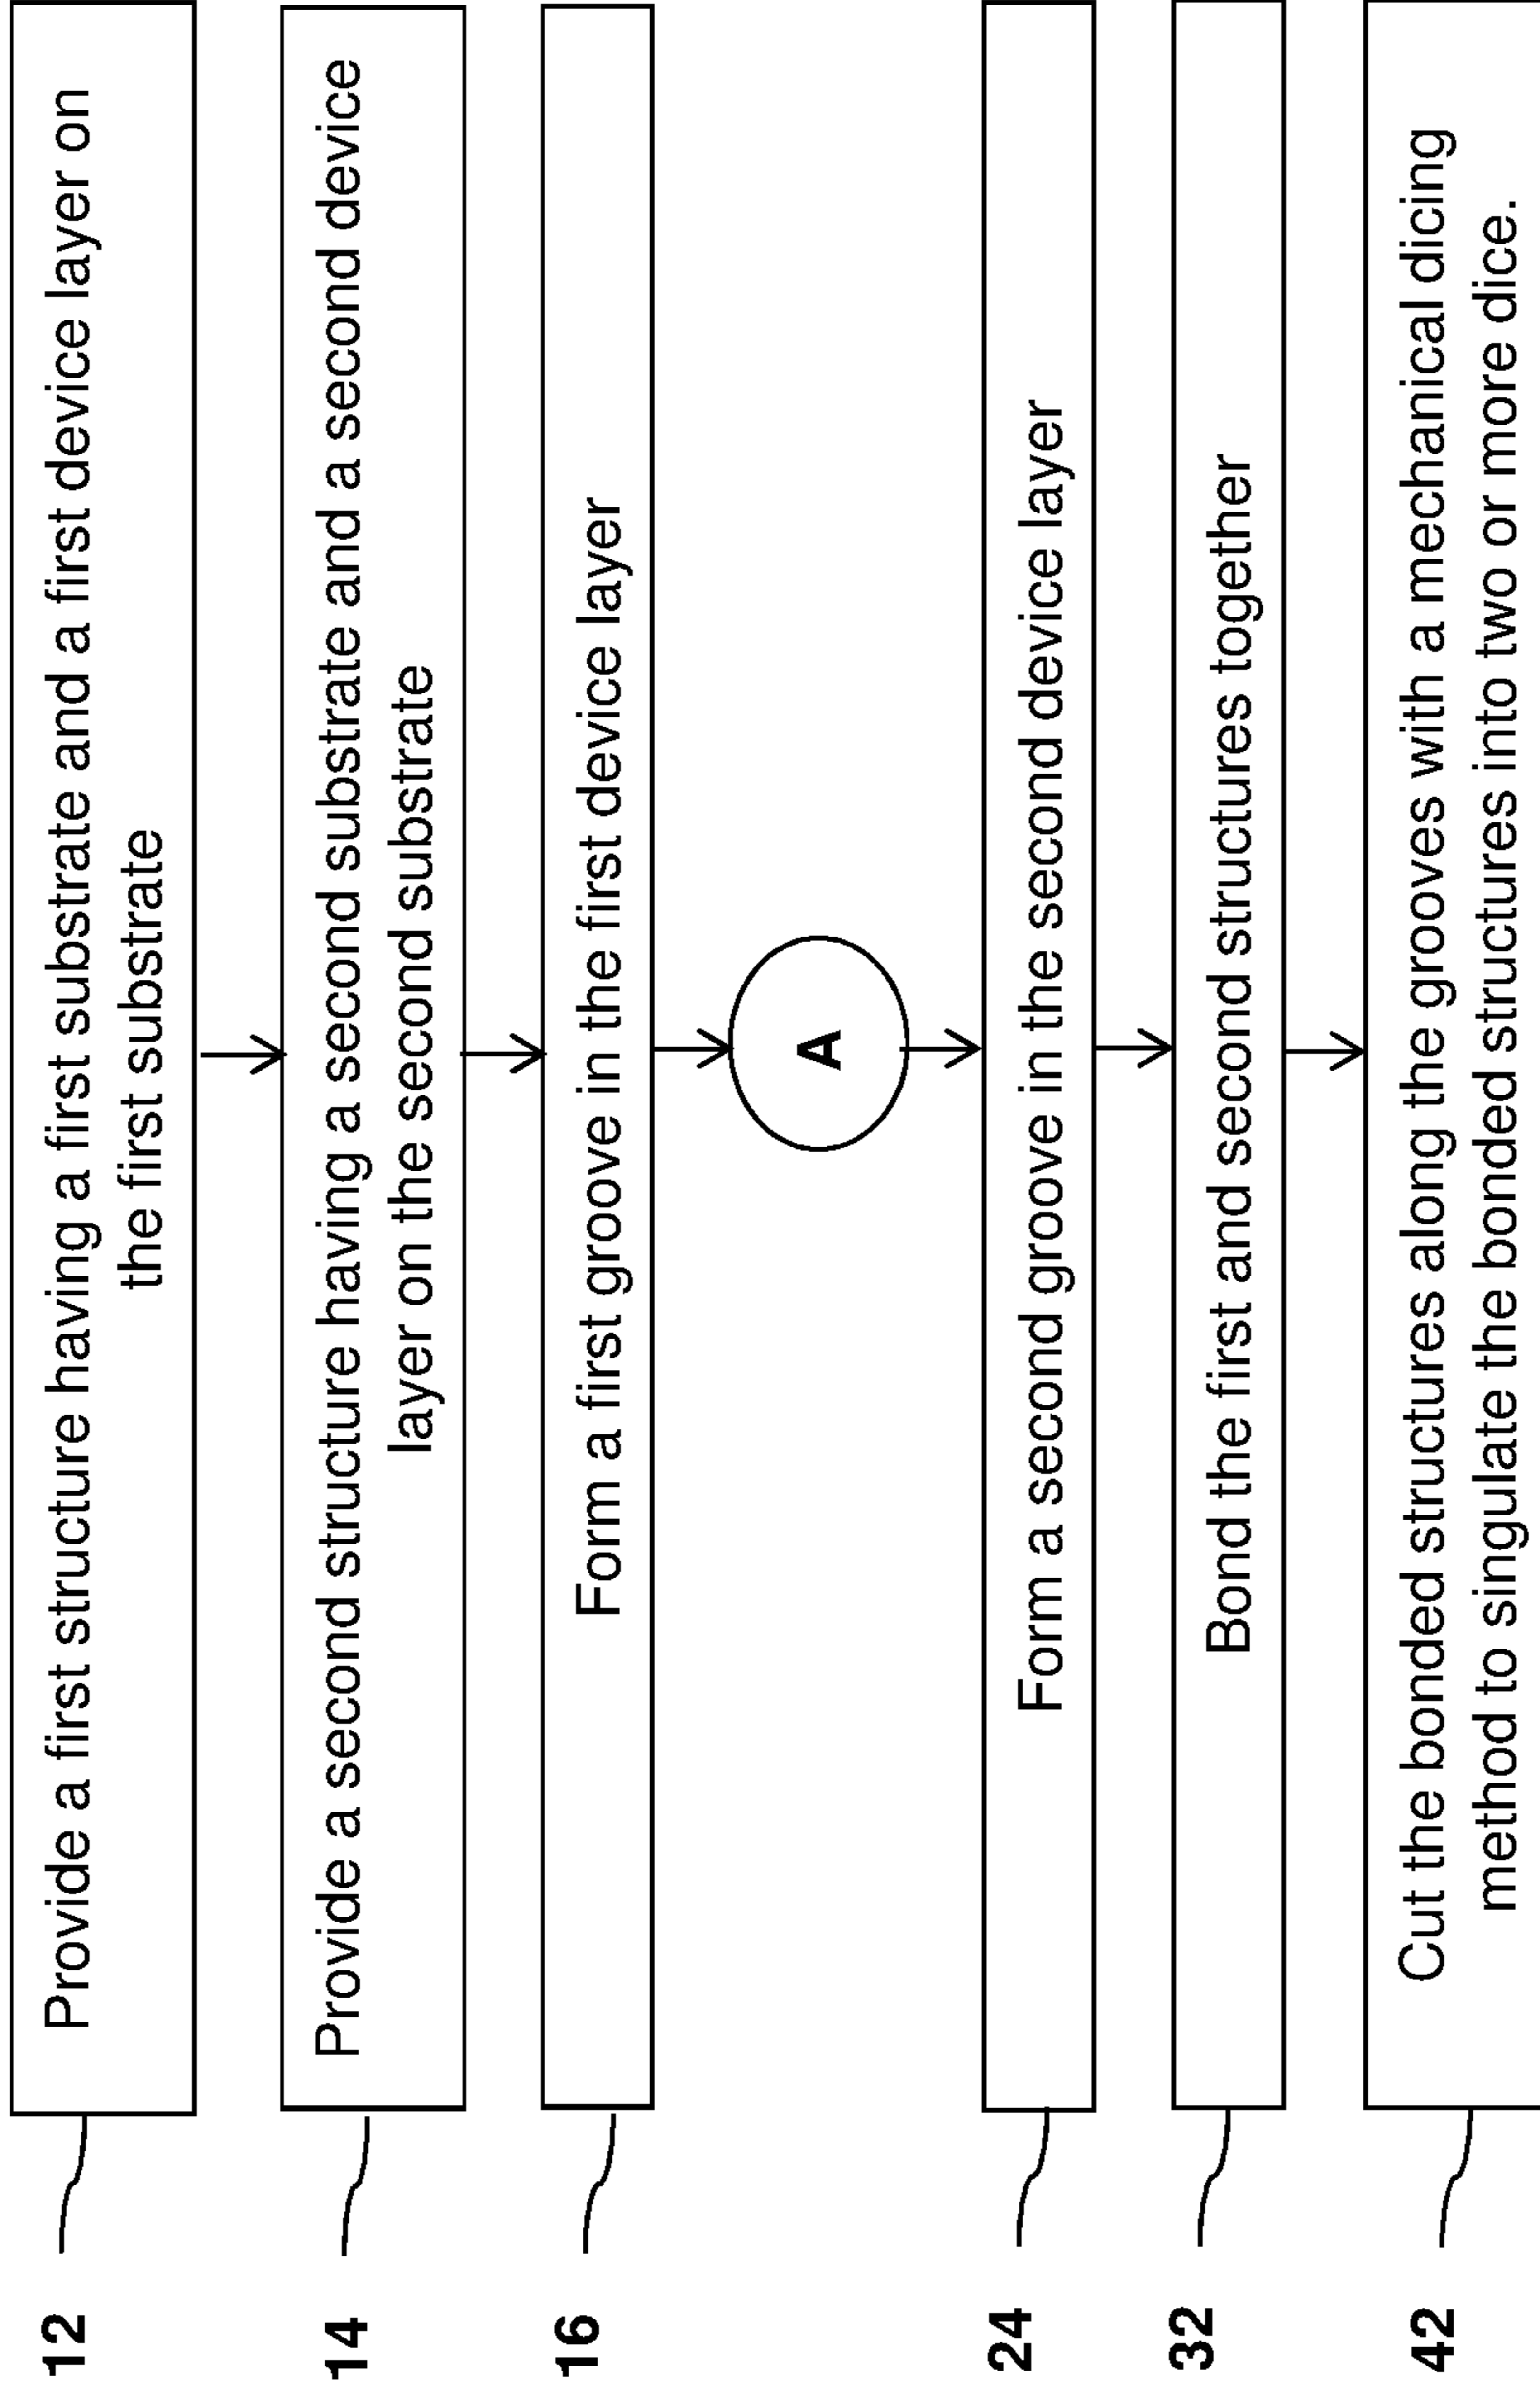 12
Provide a first structure having a first substrate and a first device layer on
the first substrate
14
Provide a second structure having a second substrate and a second device
layer on the second substrate
16
Form a first groove in the first device layer
A
24
Form a second groove in the second device layer
32
Bond the first and second structures together
42
Cut the bonded structures along the grooves with a mechanical dicing
method to singulate the bonded structures into two or more dice.